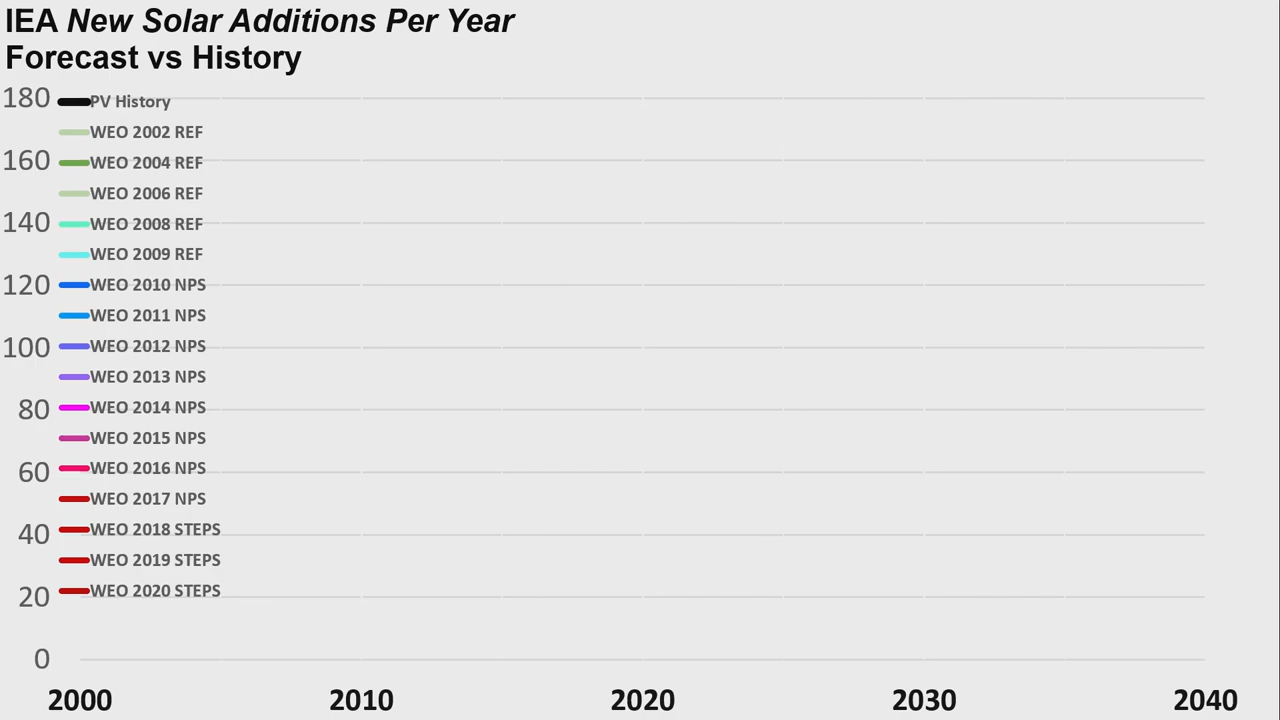 IEA New Solar Additions Per Year
Forecast vs History
180
PV History
WEO 2002 REF
160
WEO 2004 REF
WEO 2006 REF
140
WEO 2008 REF
WEO 2009 REF
120
WEO 2010 NPS
WEO 2011 NPS
100
WEO 2012 NPS
WEO 2013 NPS
80
WEO 2014 NPS
WEO 2015 NPS
60
WEO 2016 NPS
WEO 2017 NPS
40
WEO 2018 STEPS
WEO 2019 STEPS
20
WEO 2020 STEPS
0
2000 2010 2020 2030 2040